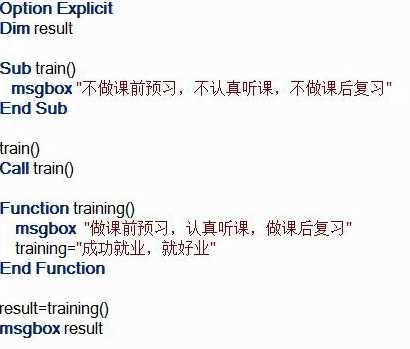 Option Explicit
Dim result
Sub train()
msgbox "不做课前预习，不认真听课，不做课后复习"
End Sub
train()
Call train()
Function training()
msgbox "做课前预习，认真听课，做课后复习"
training="成功就业，就好业"
End Function
result=training()
msgbox result